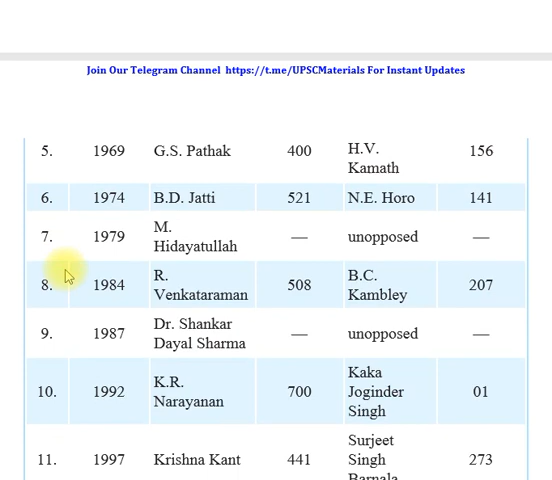 Join Our Telegram Channel https://t.me/UPSCMaterials For Instant Updates
5. 1969 G.S. Pathak 400 H.V. Kamath 156
6. 1974 B.D. Jatti 521 N.E. Horo 141
7. 1979 M. Hidayatullah — unopposed —
8. 1984 R. Venkataraman 508 B.C. Kambley 207
9. 1987 Dr. Shankar Dayal Sharma — unopposed —
10. 1992 K.R. Narayanan 700 Kaka Joginder Singh 01
11. 1997 Krishna Kant 441 Surjeet Singh Barnala 273